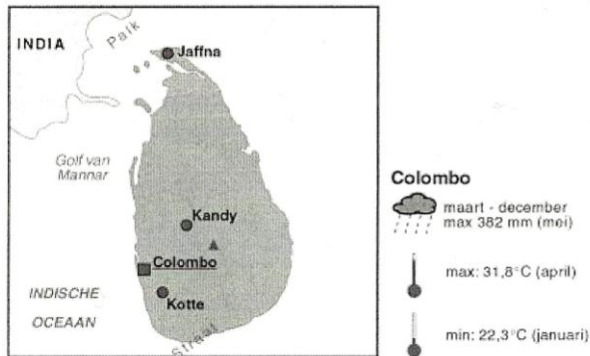 INDIA
Palk
Jaffna
Golf van
Mannar
Kandy
Colombo
INDISCHE
OCEAAN
Kotte
Straat
Colombo
maart - december
max 382 mm (mei)
max: 31,8°C (april)
min: 22,3°C (januari)